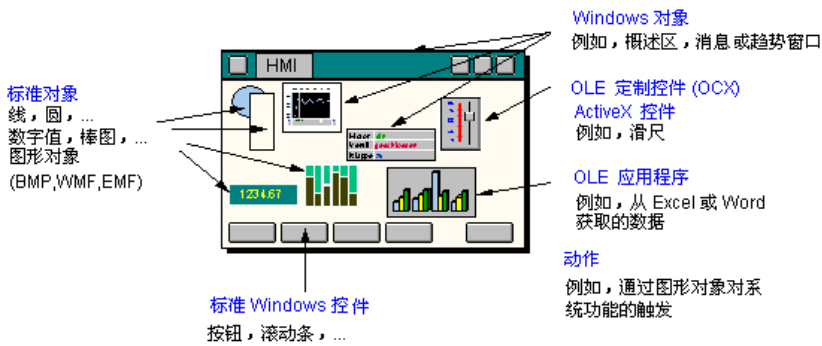 Windows 对象
例如，概述区，消息或趋势窗口
HMI
标准对象
线，圆，...
数字值，棒图，...
图形对象
(BMP,WMF,EMF)
OLE 定制控件 (OCX)
ActiveX 控件
例如，滑尺
1234.67
OLE 应用程序
例如，从 Excel 或 Word
获取的数据
动作
例如，通过图形对象对系
统功能的触发
标准 Windows 控件
按钮，滚动条，...